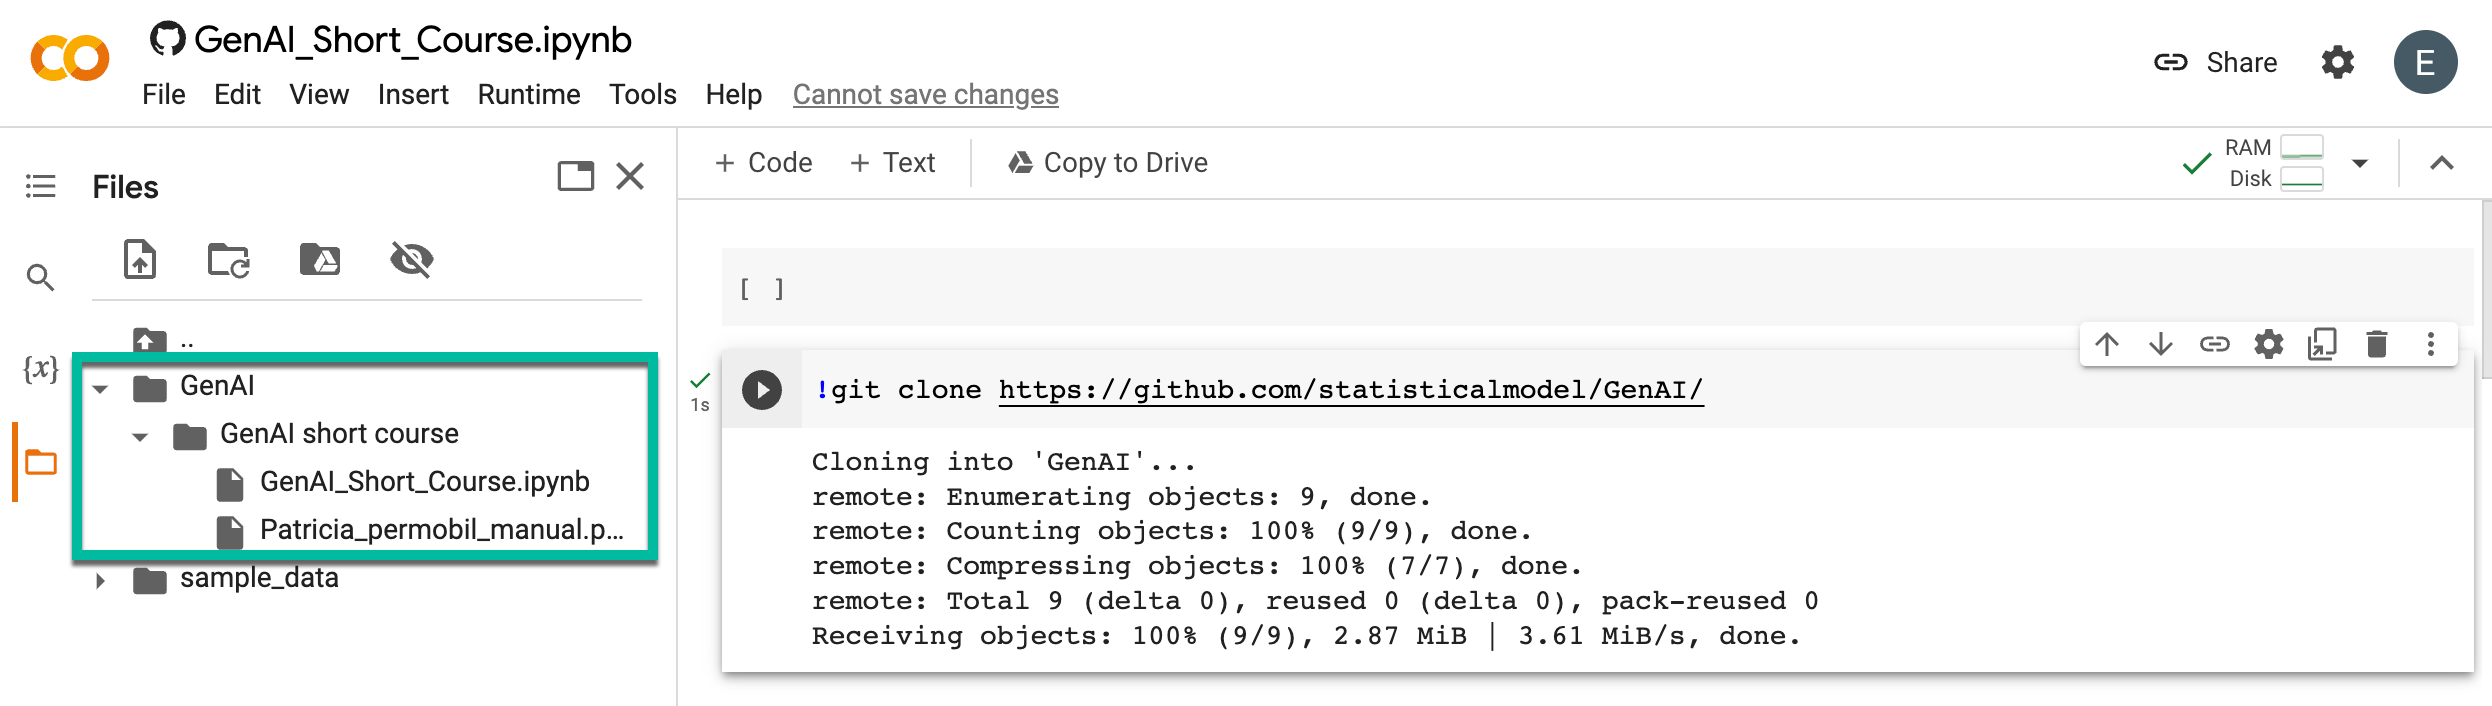 GenAI_Short_Course.ipynb
File Edit View Insert Runtime Tools Help Cannot save changes
Share
E
Files
+ Code + Text Copy to Drive
RAM
Disk
..
{x}
GenAI
GenAI short course
GenAI_Short_Course.ipynb
Patricia_permobil_manual.p...
sample_data
[ ]
1s
!git clone https://github.com/statisticalmodel/GenAI/
Cloning into 'GenAI'...
remote: Enumerating objects: 9, done.
remote: Counting objects: 100% (9/9), done.
remote: Compressing objects: 100% (7/7), done.
remote: Total 9 (delta 0), reused 0 (delta 0), pack-reused 0
Receiving objects: 100% (9/9), 2.87 MiB | 3.61 MiB/s, done.